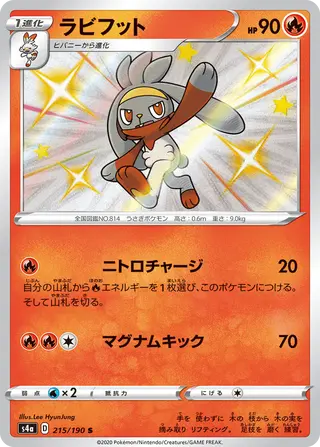 1進化
ラビフット
HP90
ヒバニーから進化
全国図鑑NO.814 うさぎポケモン 高さ:0.6m 重さ:9.0kg
ニトロチャージ 20
自分の山札から エネルギーを1枚選び、このポケモンにつける。
そして山札を切る。
マグナムキック 70
弱点 ×2 抵抗力 にげる
Illus.Lee HyunJung
s4a D 215/190 S
手を 使わずに 木の 枝から 木の実を
摘み取り リフティング。
©2020 Pokémon/Nintendo/Creatures/GAME FREAK.